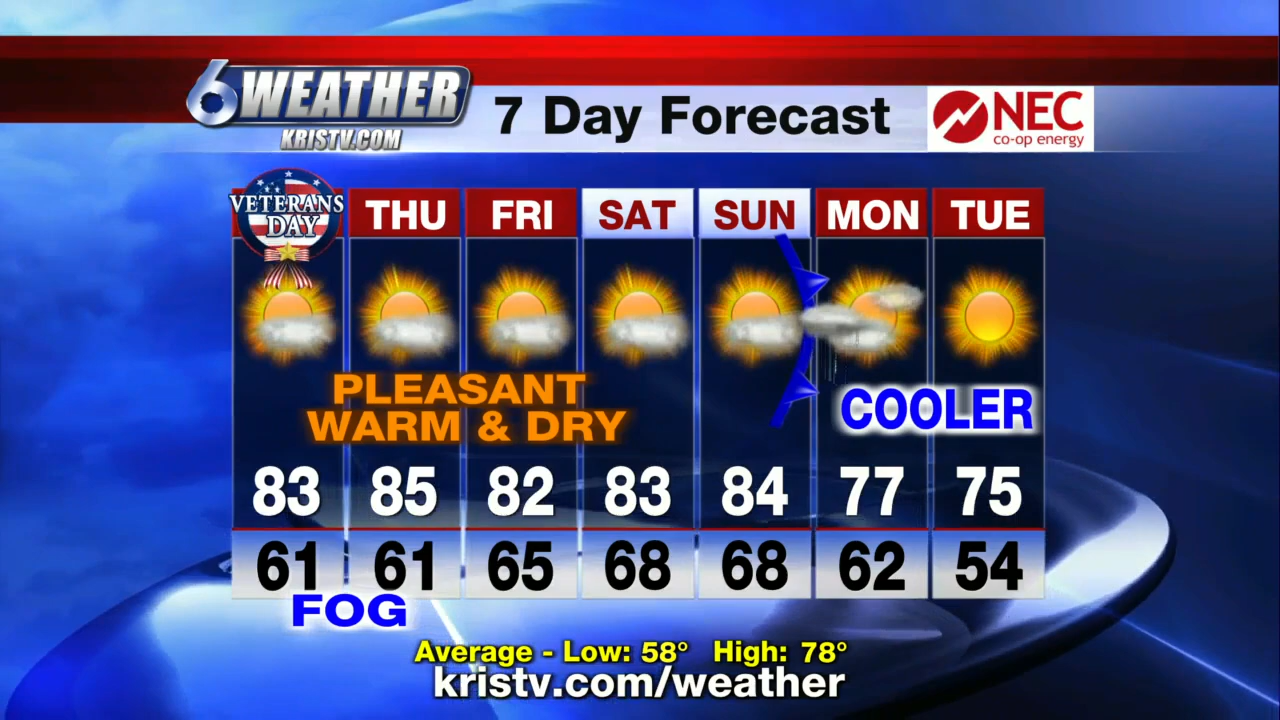 6 WEATHER
KRISTV.COM
7 Day Forecast
NEC
co-op energy
VETERANS
DAY
THU FRI SAT SUN MON TUE
PLEASANT
WARM & DRY
COOLER
83 85 82 83 84 77 75
61 61 65 68 68 62 54
FOG
Average - Low: 58° High: 78°
kristv.com/weather